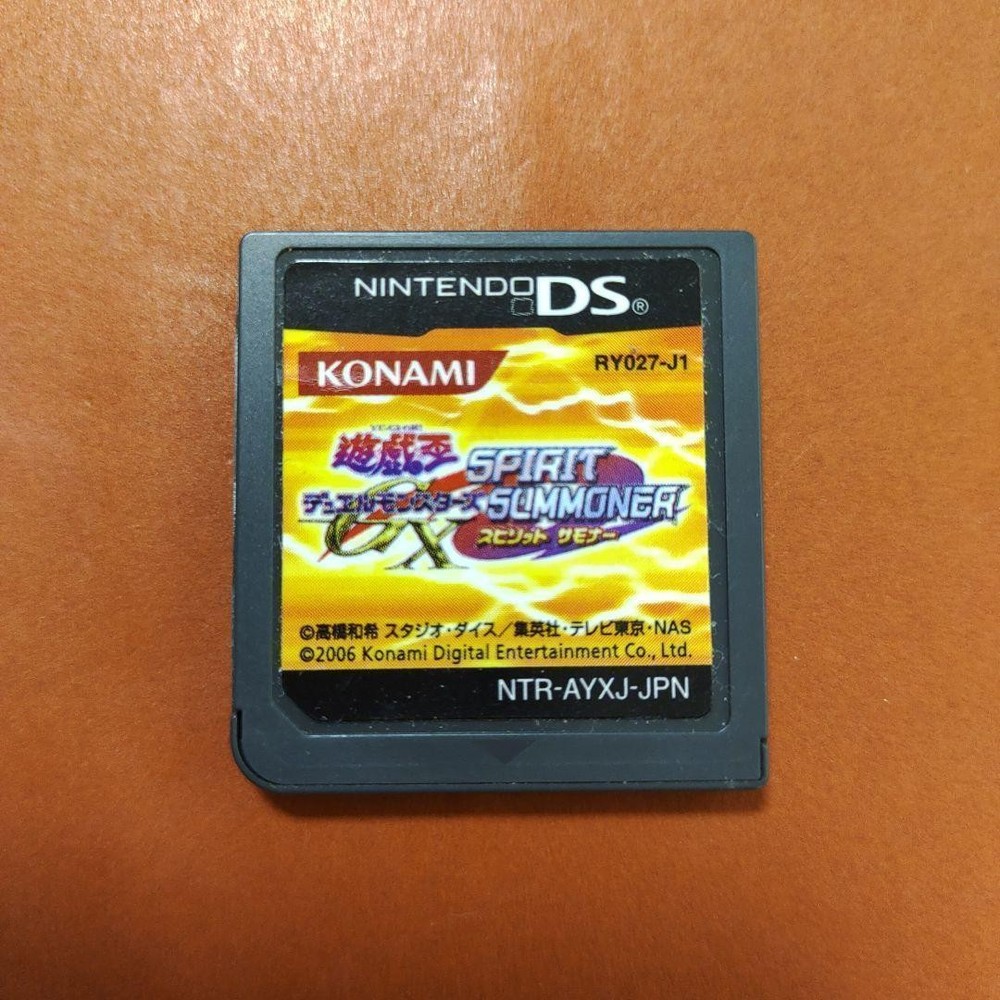 NINTENDO DS®
KONAMI
RY027-J1
遊戯王
デュエルモンスターズ
GX
SPIRIT
SUMMONER
スピリット サモナー
©高橋和希 スタジオ・ダイス／集英社・テレビ東京・NAS
©2006 Konami Digital Entertainment Co., Ltd.
NTR-AYXJ-JPN